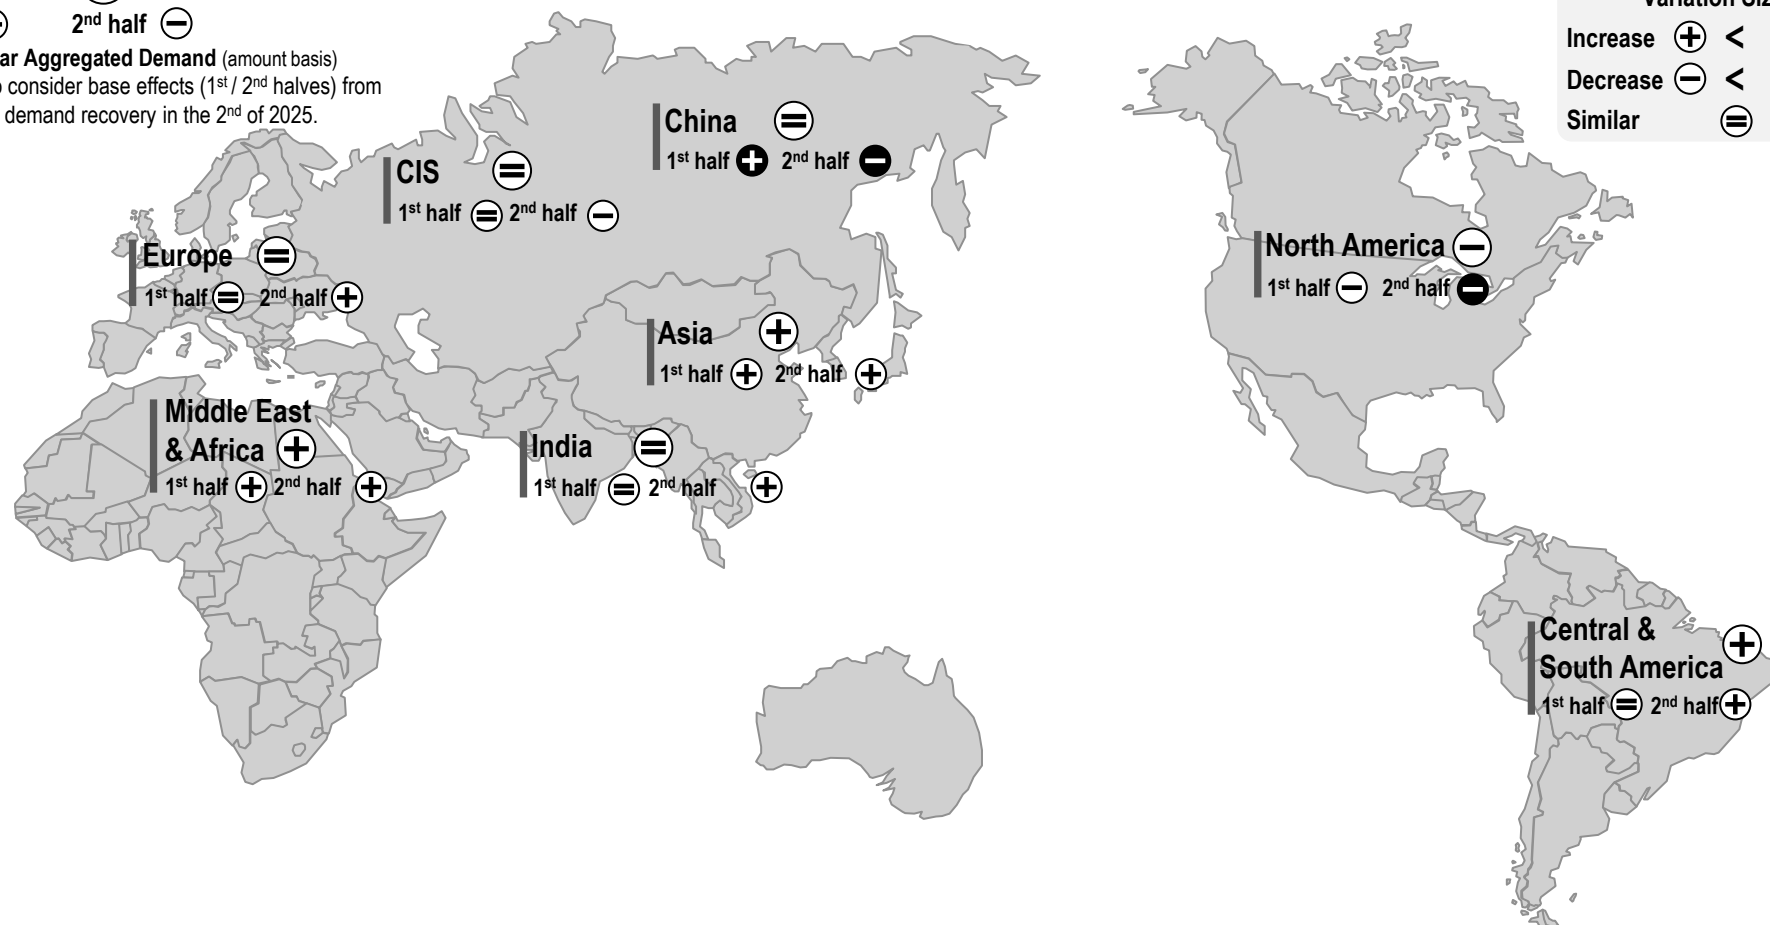 2nd half −
ar Aggregated Demand (amount basis)
consider base effects (1st / 2nd halves) from
demand recovery in the 2nd of 2025.
Increase + <
Decrease − <
Similar =
China =
1st half + 2nd half −
CIS =
1st half = 2nd half −
Europe =
1st half = 2nd half +
North America −
1st half − 2nd half −
Asia +
1st half + 2nd half +
Middle East
& Africa +
1st half + 2nd half +
India =
1st half = 2nd half +
Central &
South America +
1st half = 2nd half +